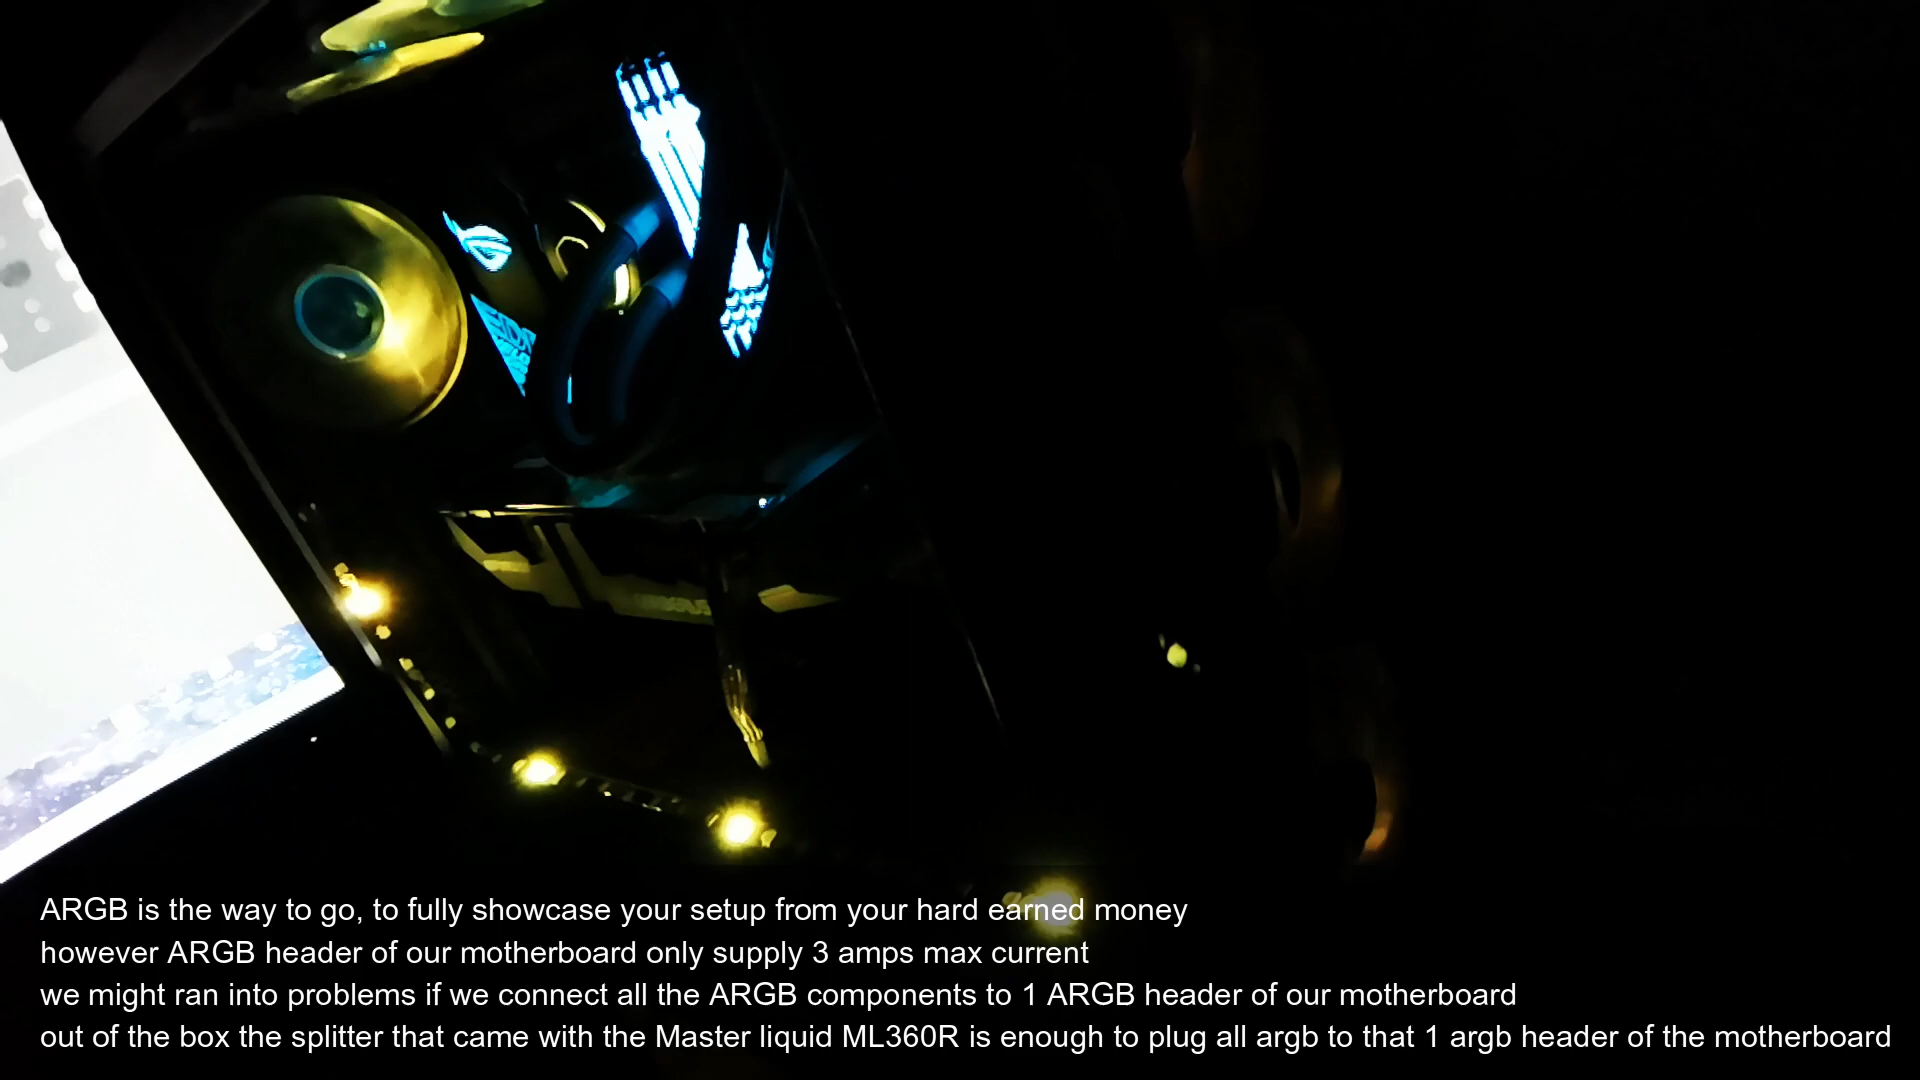 ARGB is the way to go, to fully showcase your setup from your hard earned money
however ARGB header of our motherboard only supply 3 amps max current
we might ran into problems if we connect all the ARGB components to 1 ARGB header of our motherboard
out of the box the splitter that came with the Master liquid ML360R is enough to plug all argb to that 1 argb header of the motherboard